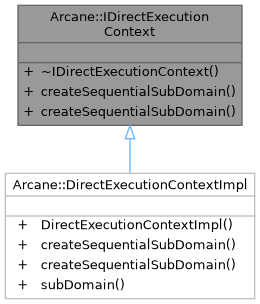 Arcane::IDirectExecution
Context
+ ~IDirectExecutionContext()
+ createSequentialSubDomain()
+ createSequentialSubDomain()
Arcane::DirectExecutionContextImpl
+ DirectExecutionContextImpl()
+ createSequentialSubDomain()
+ createSequentialSubDomain()
+ subDomain()